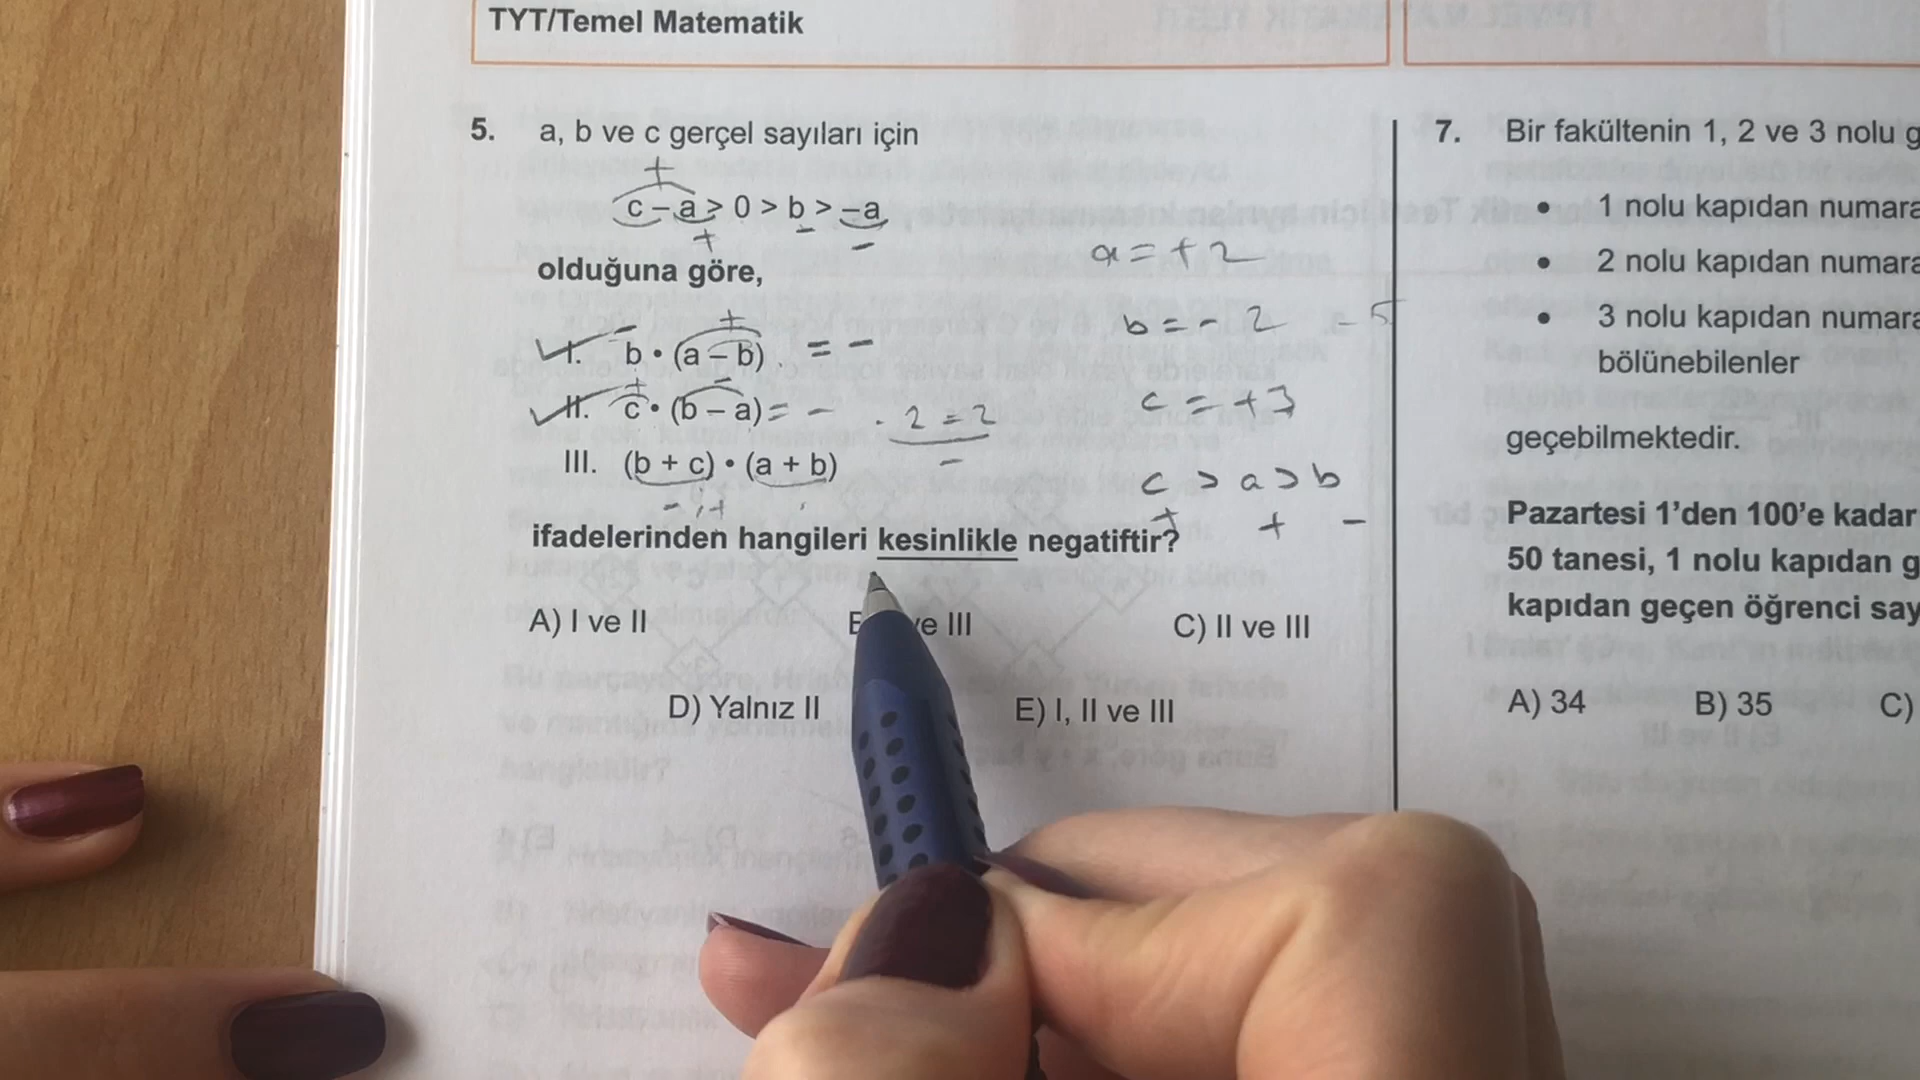 TYT/Temel Matematik
5. a, b ve c gerçel sayıları için
+
c – a > 0 > b > –a
+ – –
olduğuna göre,
– +
I. b • (a – b) = –
+ –
II. c • (b – a) = –
III. (b + c) • (a + b)
– , +
ifadelerinden hangileri kesinlikle negatiftir?
A) I ve II
ve III
C) II ve III
D) Yalnız II
E) I, II ve III
a = + 2
b = - 2 - 5
c = + 3
. 2 = 2
–
c > a > b
+ + –
7. Bir fakültenin 1, 2 ve 3 nolu g
• 1 nolu kapıdan numara
• 2 nolu kapıdan numara
• 3 nolu kapıdan numara
bölünebilenler
geçebilmektedir.
Pazartesi 1'den 100'e kadar
50 tanesi, 1 nolu kapıdan g
kapıdan geçen öğrenci say
A) 34 B) 35 C)